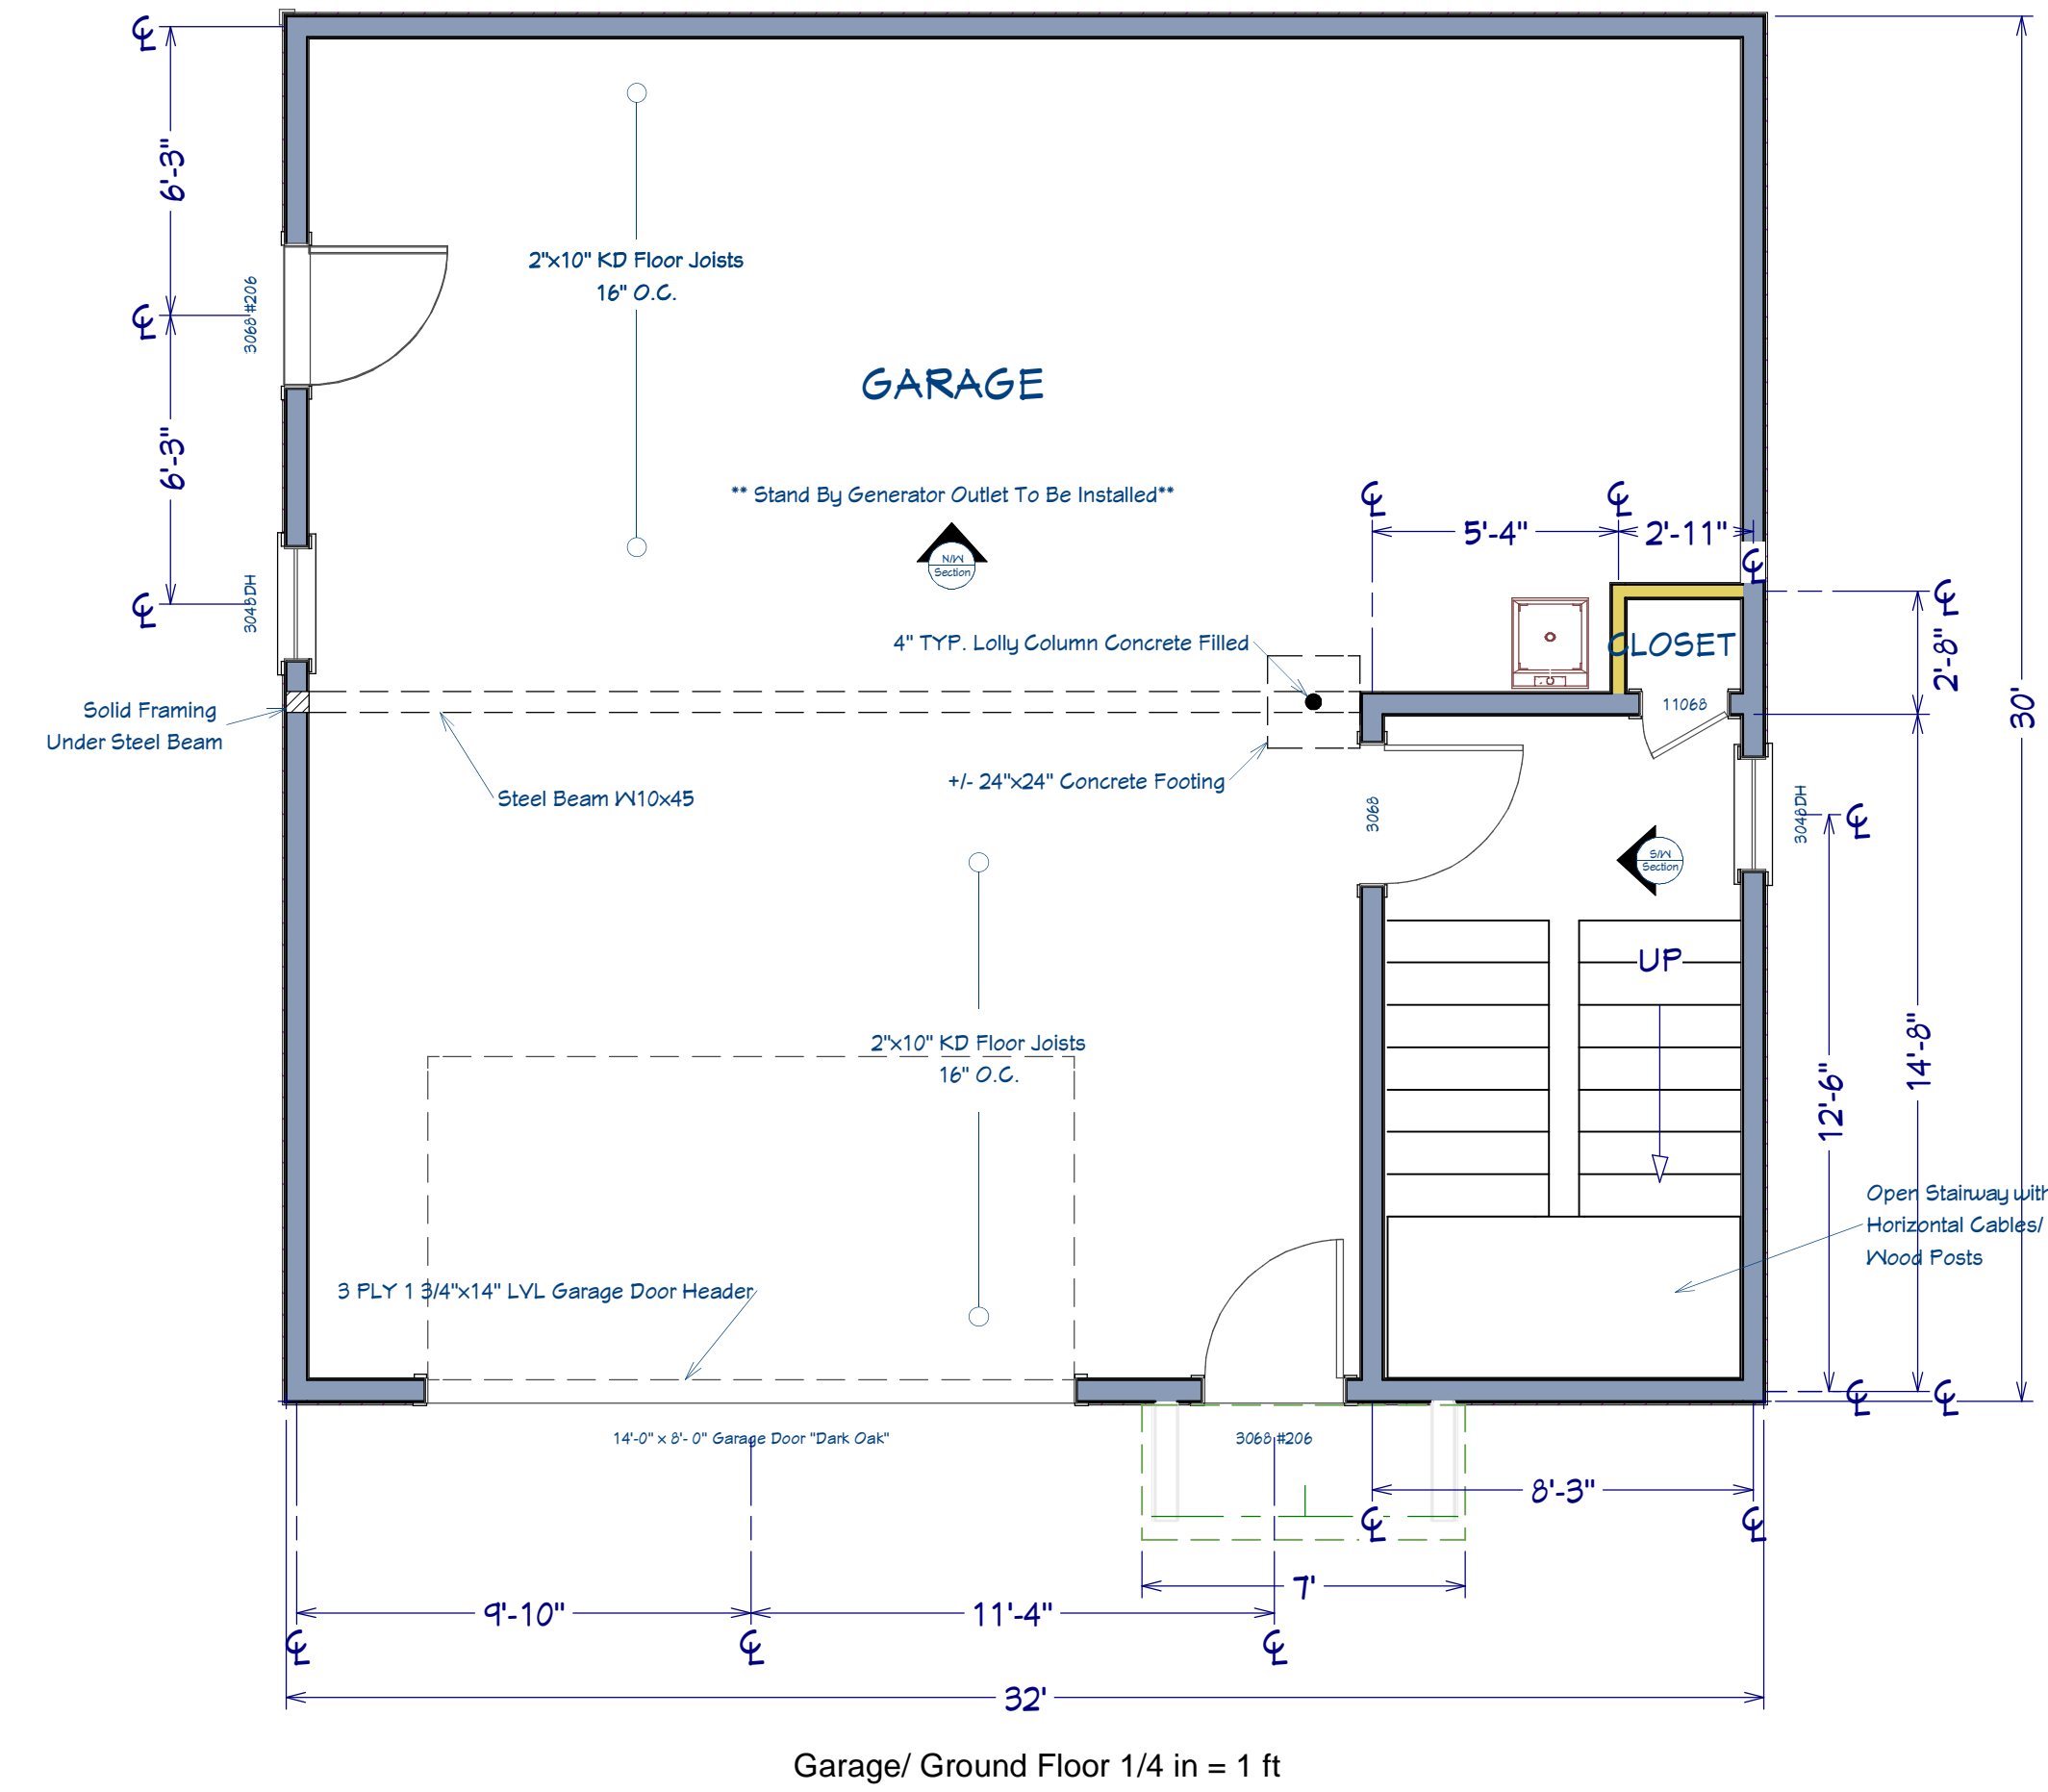 ℄
6'-3"
3068 #206
℄
6'-3"
3048DH
℄
2"x10" KD Floor Joists
16" O.C.
GARAGE
** Stand By Generator Outlet To Be Installed**
N/W
Section
℄
℄
5'-4"
2'-11"
℄
℄
2'-8"
30'
CLOSET
11068
4" TYP. Lolly Column Concrete Filled
Solid Framing
Under Steel Beam
Steel Beam W10x45
+/- 24"x24" Concrete Footing
3068
3048DH
℄
S/W
Section
UP
2"x10" KD Floor Joists
16" O.C.
12'-6"
14'-8"
Open Stairway with
Horizontal Cables/
Wood Posts
3 PLY 1 3/4"x14" LVL Garage Door Header
℄
℄
14'-0" x 8'- 0" Garage Door "Dark Oak"
3068 #206
8'-3"
℄
℄
7'
9'-10"
11'-4"
℄
℄
℄
32'
Garage/ Ground Floor 1/4 in = 1 ft